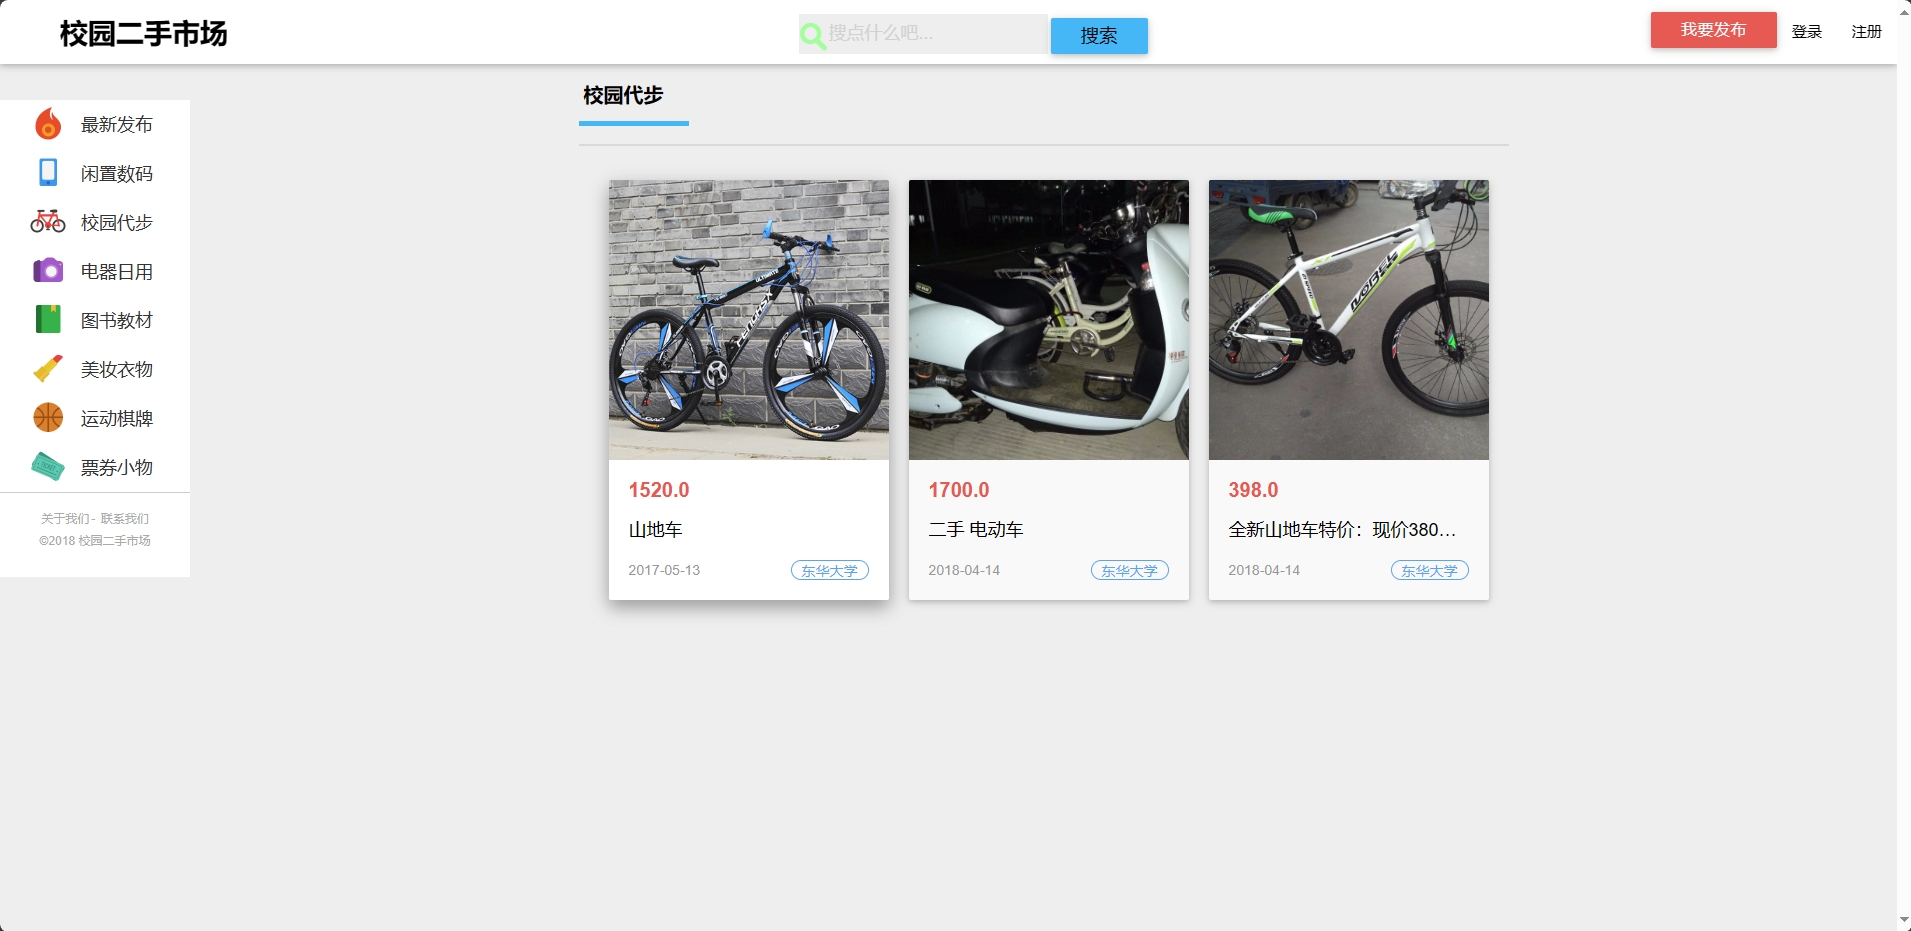 校园二手市场
搜点什么吧...
搜索
我要发布
登录
注册
最新发布
闲置数码
校园代步
电器日用
图书教材
美妆衣物
运动棋牌
票券小物
关于我们 - 联系我们
©2018 校园二手市场
校园代步
1520.0
山地车
2017-05-13
东华大学
1700.0
二手 电动车
2018-04-14
东华大学
NOBEL
398.0
全新山地车特价：现价380...
2018-04-14
东华大学